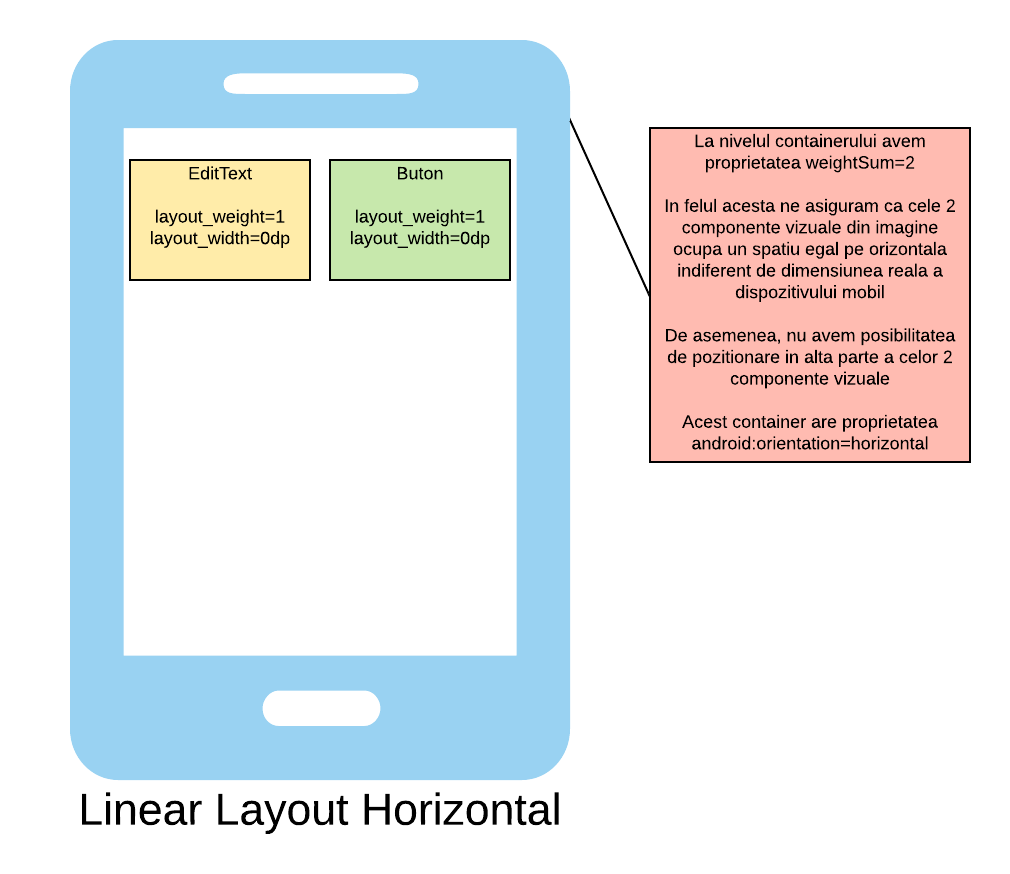 EditText
layout_weight=1
layout_width=0dp
Buton
layout_weight=1
layout_width=0dp
La nivelul containerului avem
proprietatea weightSum=2
In felul acesta ne asiguram ca cele 2
componente vizuale din imagine
ocupa un spatiu egal pe orizontala
indiferent de dimensiunea reala a
dispozitivului mobil
De asemenea, nu avem posibilitatea
de pozitionare in alta parte a celor 2
componente vizuale
Acest container are proprietatea
android:orientation=horizontal
Linear Layout Horizontal